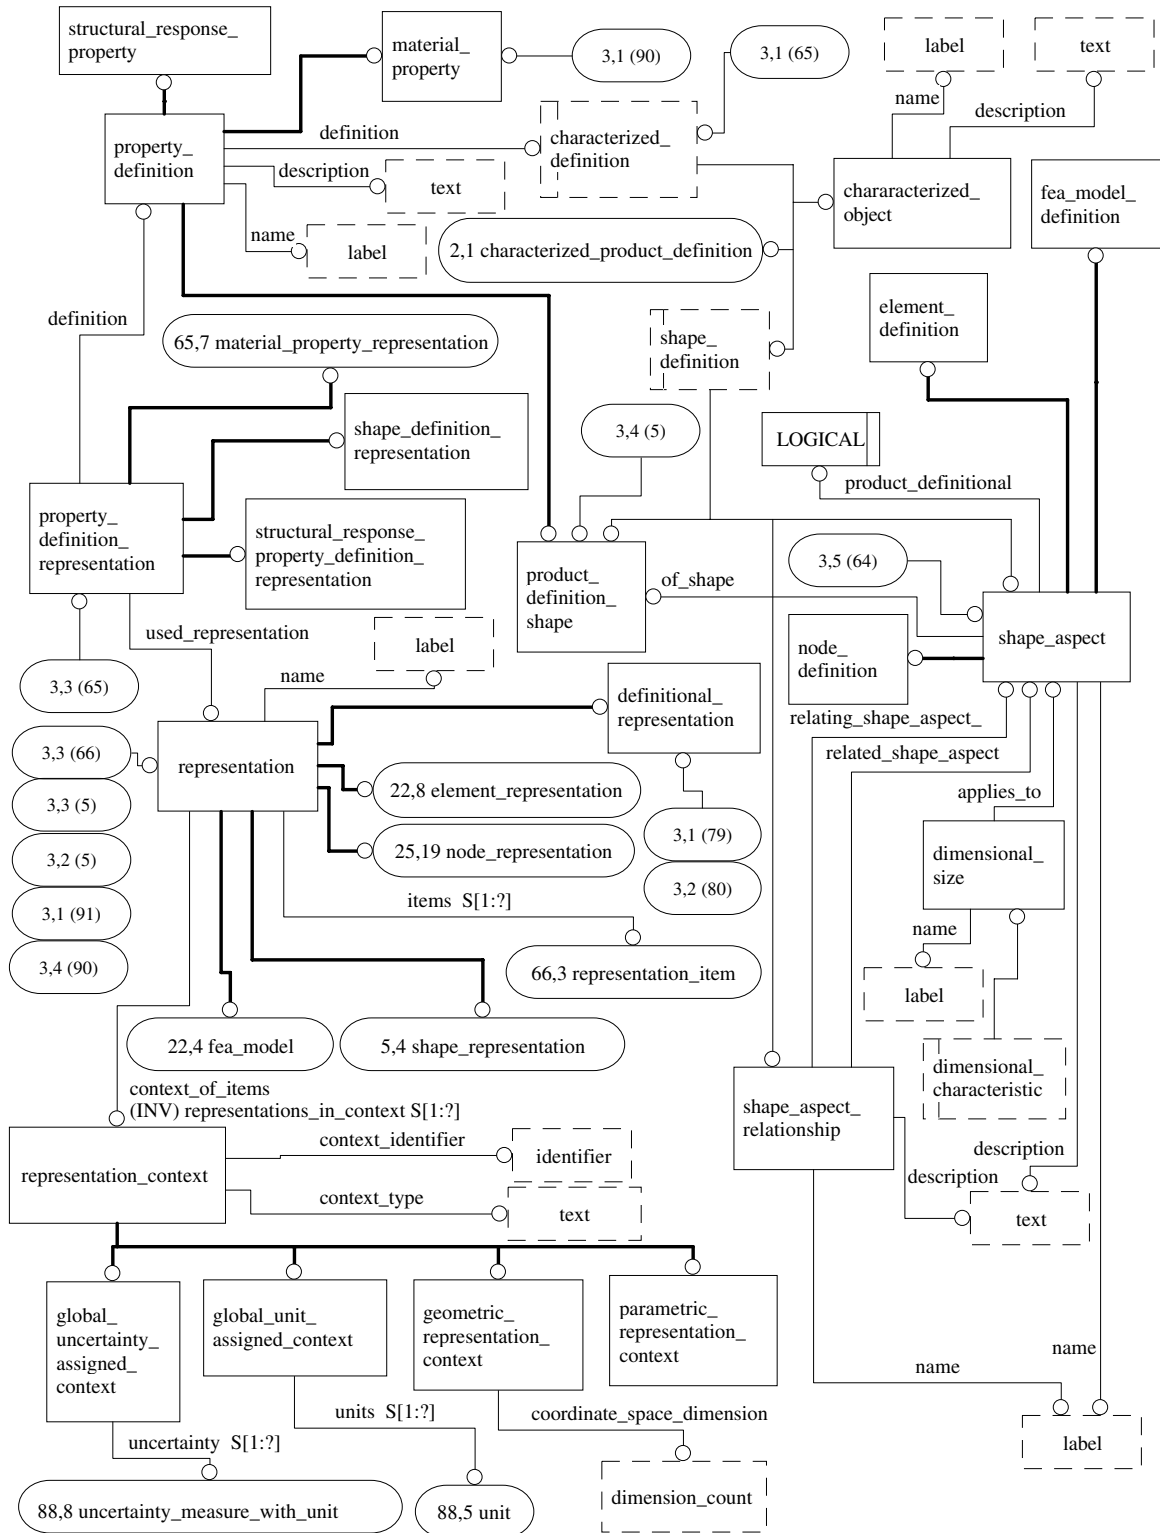 structural_response_
property
material_
property
3,1 (90)
3,1 (65)
label
text
name
description
property_
definition
definition
characterized_
definition
description
text
name
label
2,1 characterized_product_definition
chararacterized_
object
fea_model_
definition
definition
65,7 material_property_representation
shape_
definition
element_
definition
shape_definition_
representation
3,4 (5)
LOGICAL
product_definitional
property_
definition_
representation
structural_response_
property_definition_
representation
product_
definition_
shape
of_shape
3,5 (64)
shape_aspect
node_
definition
used_representation
label
name
3,3 (65)
definitional_
representation
relating_shape_aspect_
related_shape_aspect
3,3 (66)
representation
22,8 element_representation
3,3 (5)
applies_to
3,1 (79)
25,19 node_representation
3,2 (5)
dimensional_
size
3,2 (80)
items S[1:?]
3,1 (91)
name
3,4 (90)
66,3 representation_item
label
22,4 fea_model
5,4 shape_representation
dimensional_
characteristic
context_of_items
(INV) representations_in_context S[1:?]
shape_aspect_
relationship
representation_context
context_identifier
identifier
description
description
context_type
text
text
global_
uncertainty_
assigned_
context
global_unit_
assigned_context
geometric_
representation_
context
parametric_
representation_
context
name
name
units S[1:?]
coordinate_space_dimension
uncertainty S[1:?]
label
88,8 uncertainty_measure_with_unit
88,5 unit
dimension_count